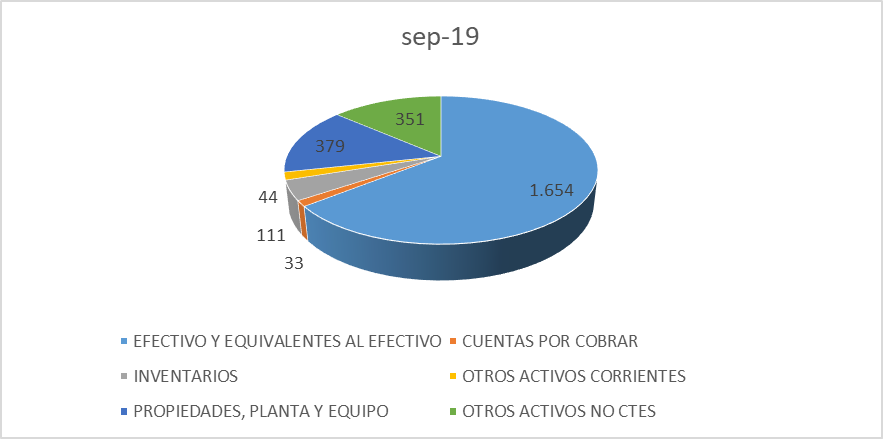 sep-19
351
379
1.654
44
111
33
EFECTIVO Y EQUIVALENTES AL EFECTIVO
CUENTAS POR COBRAR
INVENTARIOS
OTROS ACTIVOS CORRIENTES
PROPIEDADES, PLANTA Y EQUIPO
OTROS ACTIVOS NO CTES